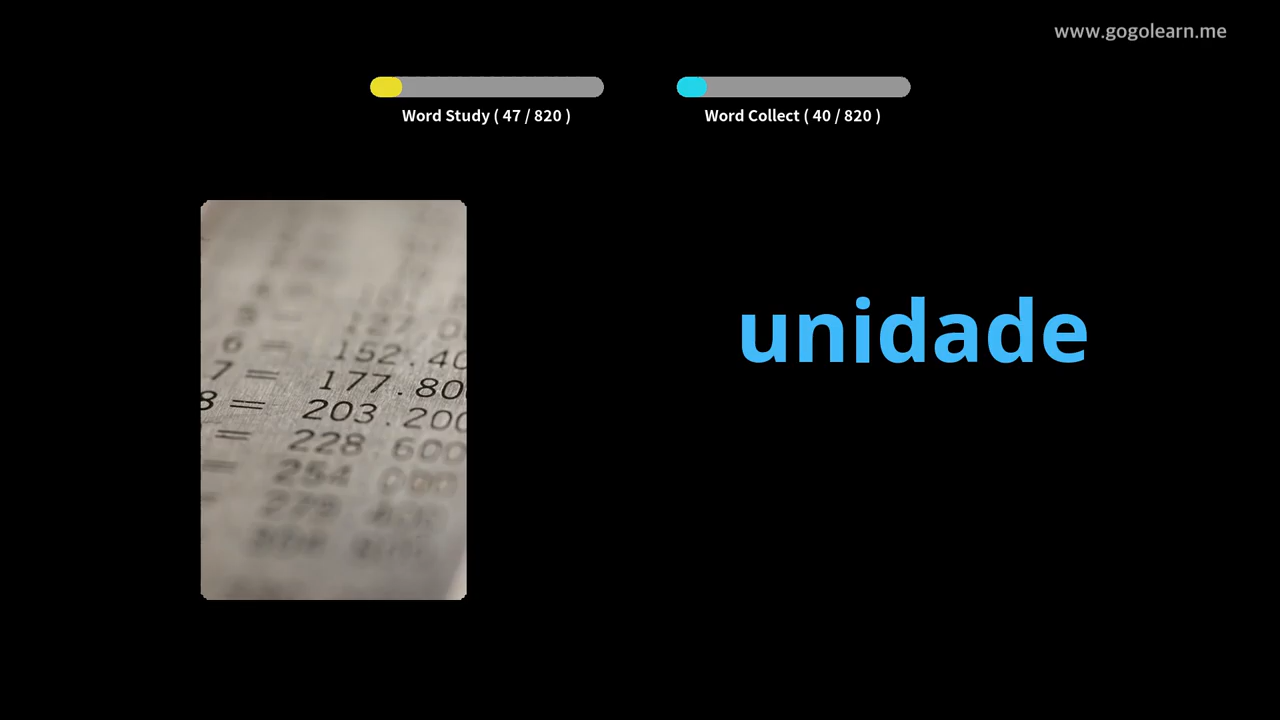 www.gogolearn.me
Word Study ( 47 / 820 )
Word Collect ( 40 / 820 )
unidade
6 = 152.40
7 = 177.80
8 = 203.200
= 228.600
= 254